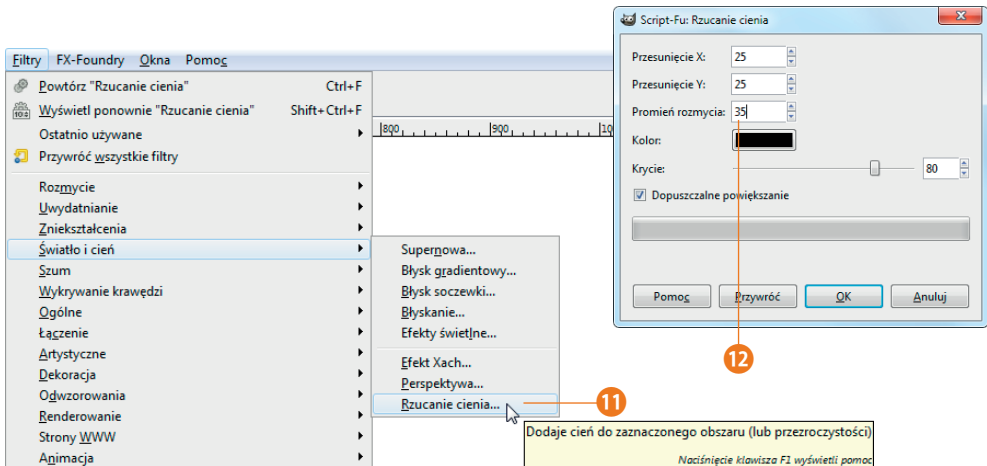 Script-Fu: Rzucanie cienia
Przesunięcie X: 25
Przesunięcie Y: 25
Promień rozmycia: 35
Kolor:
Krycie: 80
Dopuszczalne powiększanie
Pomoc Przywróć OK Anuluj
12
Filtry FX-Foundry Okna Pomoc
Powtórz "Rzucanie cienia" Ctrl+F
Wyświetl ponownie "Rzucanie cienia" Shift+Ctrl+F
Ostatnio używane
Przywróć wszystkie filtry
Rozmycie
Uwydatnianie
Zniekształcenia
Światło i cień
Szum
Wykrywanie krawędzi
Ogólne
Łączenie
Artystyczne
Dekoracja
Odwzorowania
Renderowanie
Strony WWW
Animacja
800 900 10
Supernowa...
Błysk gradientowy...
Błysk soczewki...
Błyskanie...
Efekty świetlne...
Efekt Xach...
Perspektywa...
Rzucanie cienia...
11
Dodaje cień do zaznaczonego obszaru (lub przezroczystości)
Naciśnięcie klawisza F1 wyświetli pomoc